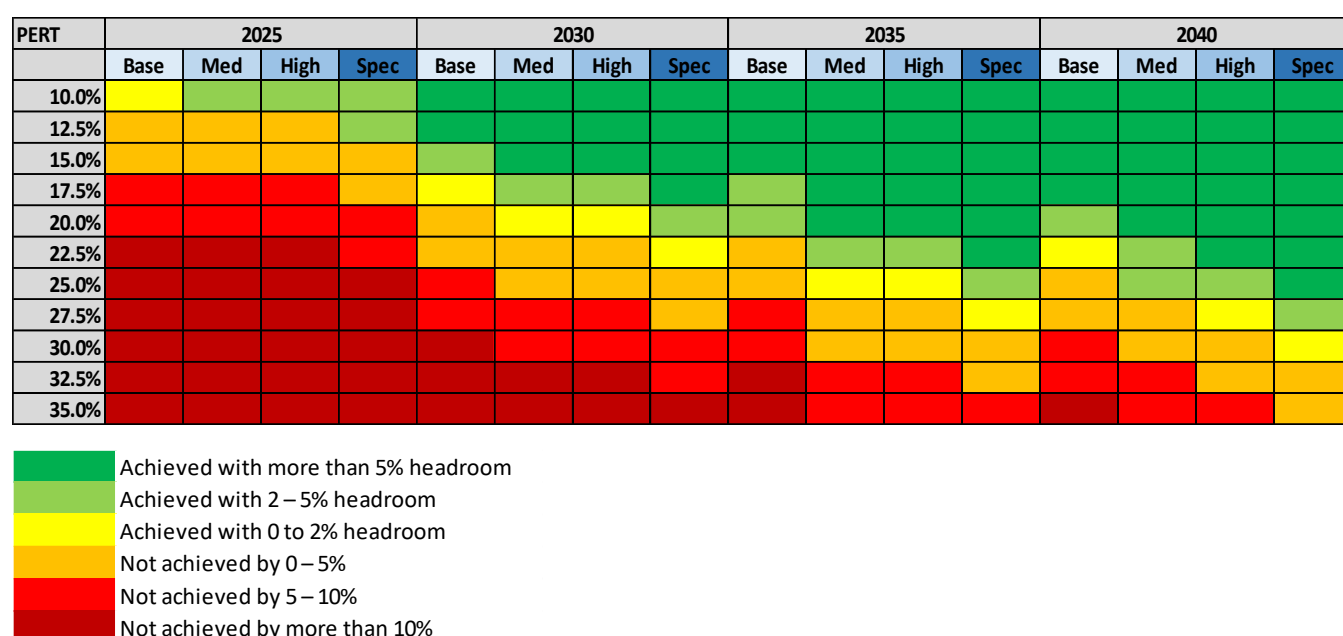 PERT 2025 2030 2035 2040
Base Med High Spec Base Med High Spec Base Med High Spec Base Med High Spec
10.0%
12.5%
15.0%
17.5%
20.0%
22.5%
25.0%
27.5%
30.0%
32.5%
35.0%
Achieved with more than 5% headroom
Achieved with 2 – 5% headroom
Achieved with 0 to 2% headroom
Not achieved by 0 – 5%
Not achieved by 5 – 10%
Not achieved by more than 10%